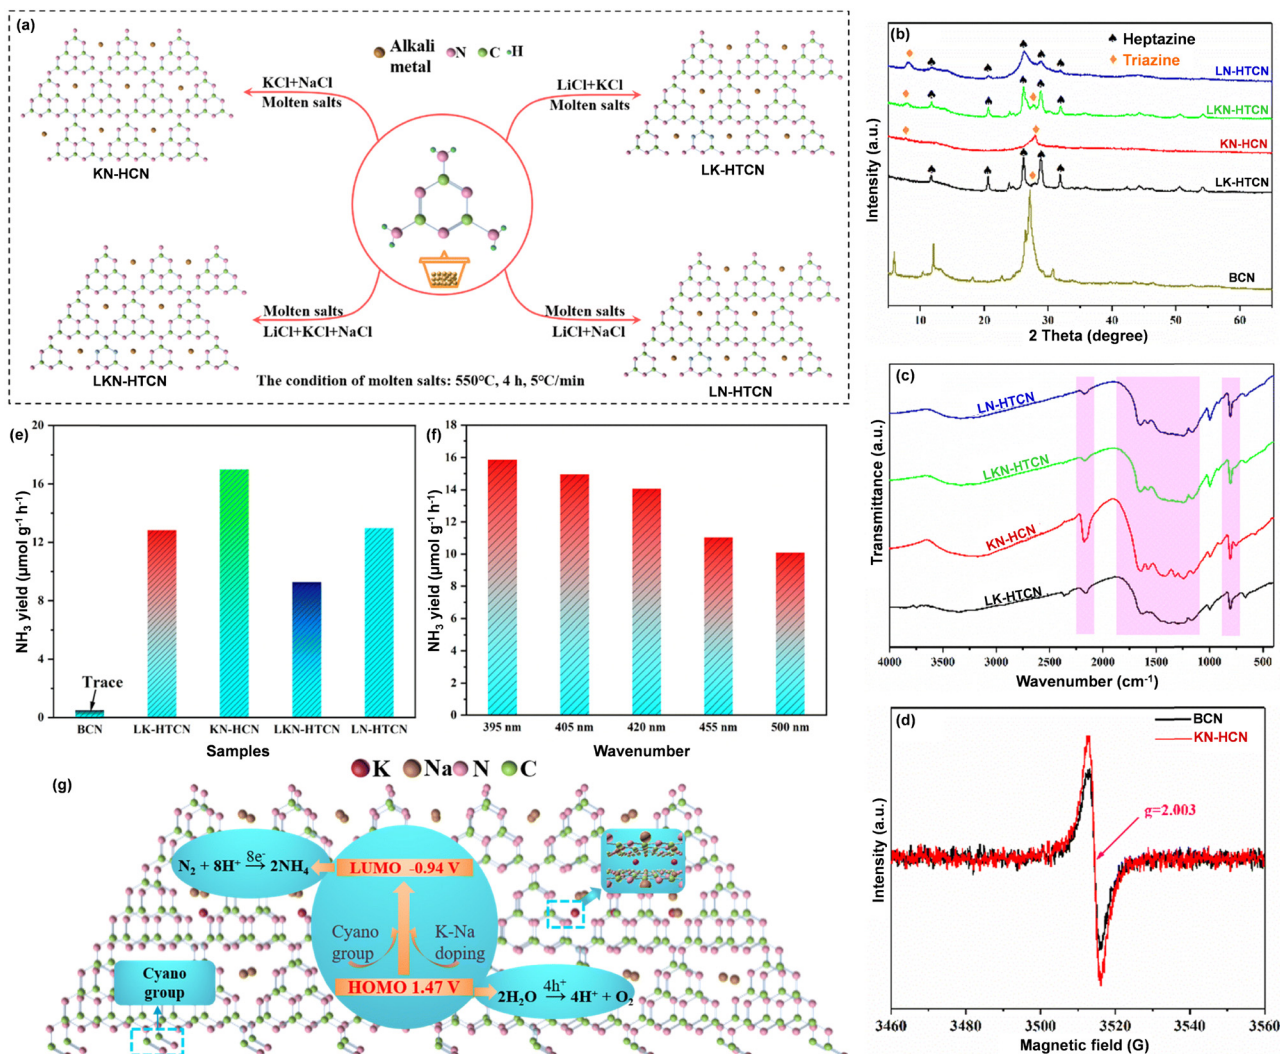 (a)
Alkali metal
N
C
H
KCl+NaCl
Molten salts
LiCl+KCl
Molten salts
KN-HCN
LK-HTCN
Molten salts
LiCl+KCl+NaCl
Molten salts
LiCl+NaCl
LKN-HTCN
The condition of molten salts: 550℃, 4 h, 5℃/min
LN-HTCN
(b)
♠ Heptazine
♦ Triazine
LN-HTCN
LKN-HTCN
KN-HCN
LK-HTCN
BCN
Intensity (a.u.)
10 20 30 40 50 60
2 Theta (degree)
(c)
LN-HTCN
LKN-HTCN
KN-HCN
LK-HTCN
Transmittance (a.u.)
4000 3500 3000 2500 2000 1500 1000 500
Wavenumber (cm⁻¹)
(e)
20
16
12
8
4
0
NH₃ yield (μmol g⁻¹ h⁻¹)
Trace
BCN LK-HTCN KN-HCN LKN-HTCN LN-HTCN
Samples
(f)
18
16
14
12
10
8
6
4
2
0
NH₃ yield (μmol g⁻¹ h⁻¹)
395 nm 405 nm 420 nm 455 nm 500 nm
Wavenumber
(d)
BCN
KN-HCN
g=2.003
Intensity (a.u.)
3460 3480 3500 3520 3540 3560
Magnetic field (G)
(g)
K Na N C
N₂ + 8H⁺ 8e⁻→ 2NH₄
LUMO -0.94 V
Cyano group
K-Na doping
HOMO 1.47 V
2H₂O 4h⁺→ 4H⁺ + O₂
Cyano group